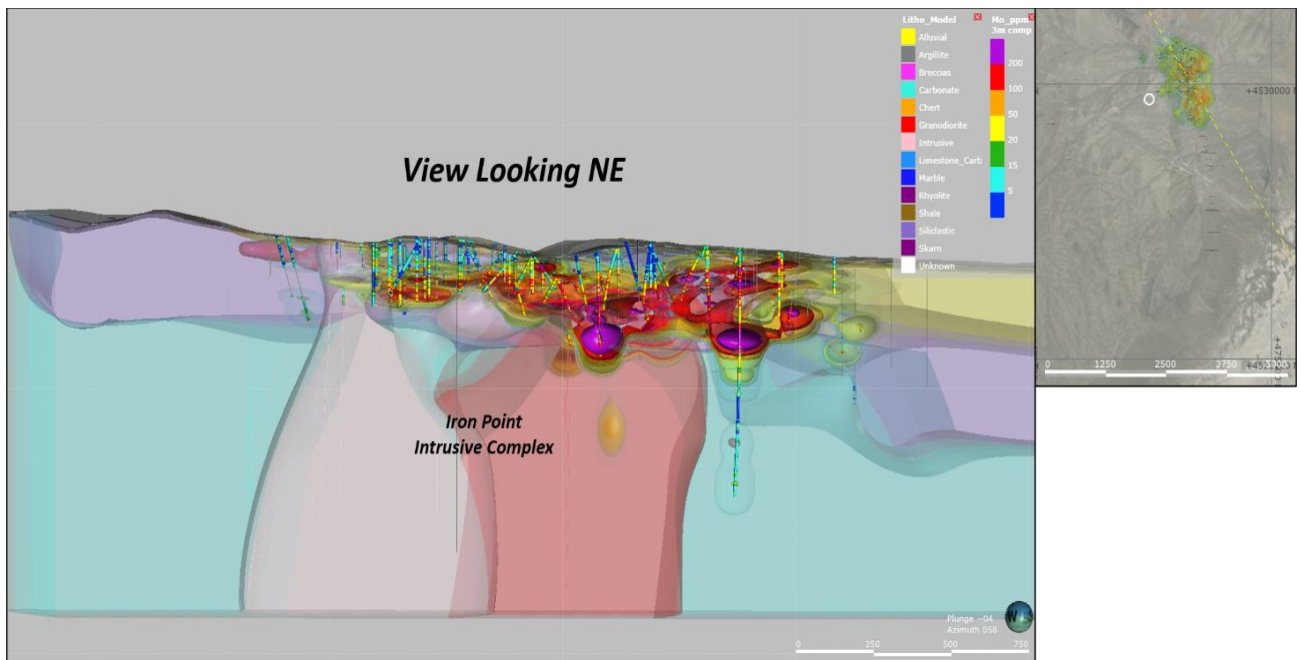 Litho_Model
Alluvial
Argillite
Breccias
Carbonate
Chert
Granodiorite
Intrusive
Limestone_Carb
Marble
Rhyolite
Shale
Siliclastic
Skarn
Unknown
Mo_ppm
3m comp
200
100
50
20
15
5
View Looking NE
Iron Point
Intrusive Complex
Plunge -04
Azimuth 058
0 250 500 750
+4530000
0 1250 2500 3750